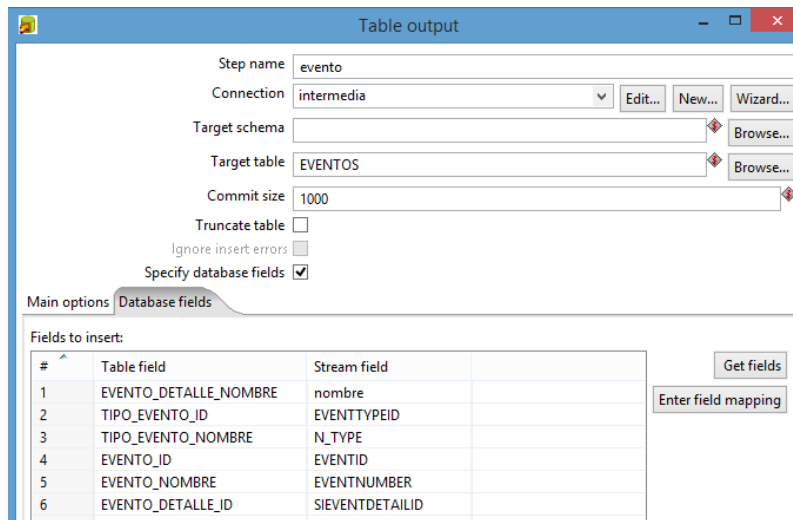 Table output
Step name evento
Connection intermedia Edit... New... Wizard...
Target schema Browse...
Target table EVENTOS Browse...
Commit size 1000
Truncate table
Ignore insert errors
Specify database fields
Main options Database fields
Fields to insert:
# Table field Stream field Get fields
1 EVENTO_DETALLE_NOMBRE nombre Enter field mapping
2 TIPO_EVENTO_ID EVENTTYPEID
3 TIPO_EVENTO_NOMBRE N_TYPE
4 EVENTO_ID EVENTID
5 EVENTO_NOMBRE EVENTNUMBER
6 EVENTO_DETALLE_ID SIEVENTDETAILID